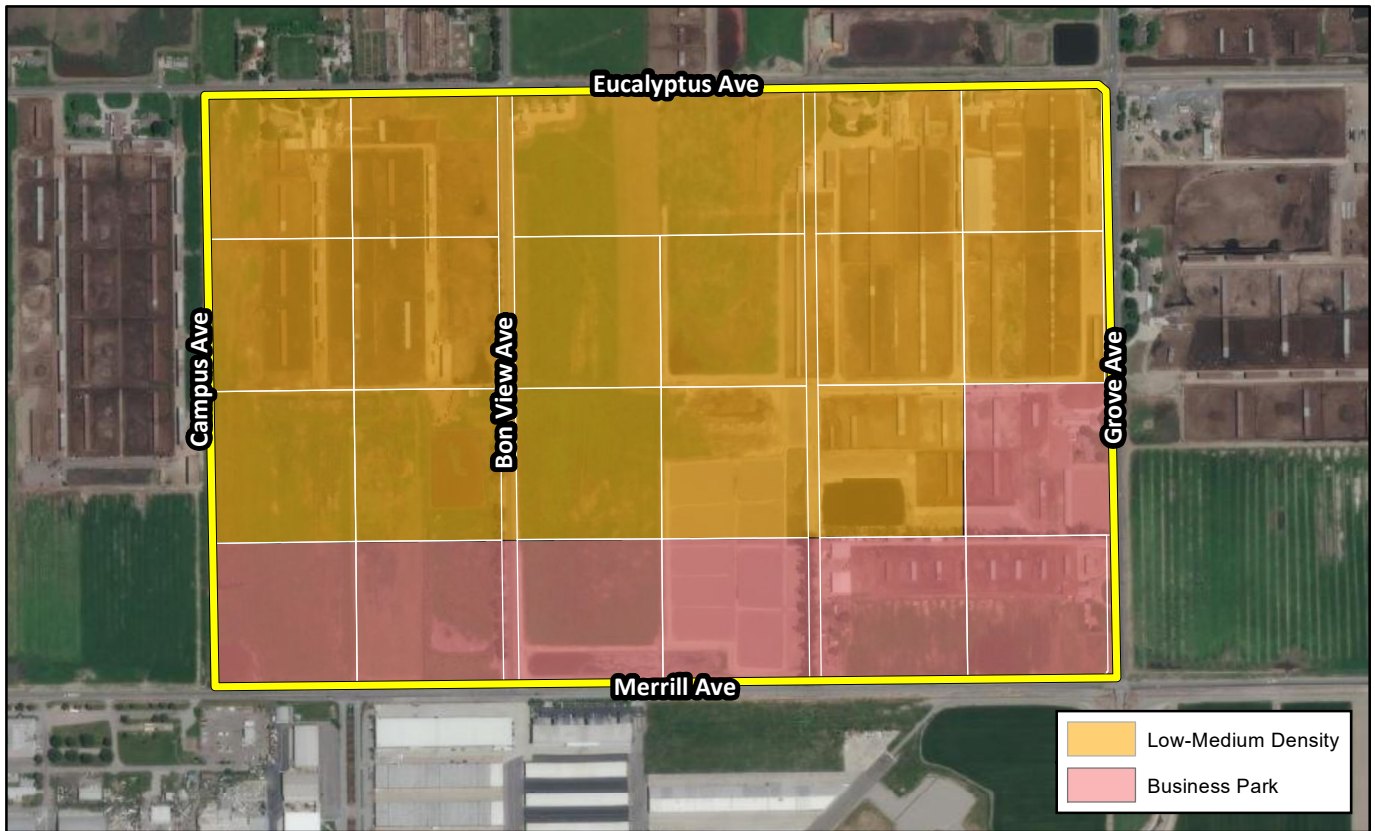 Eucalyptus Ave
Campus Ave
Bon View Ave
Grove Ave
Merrill Ave
Low-Medium Density
Business Park